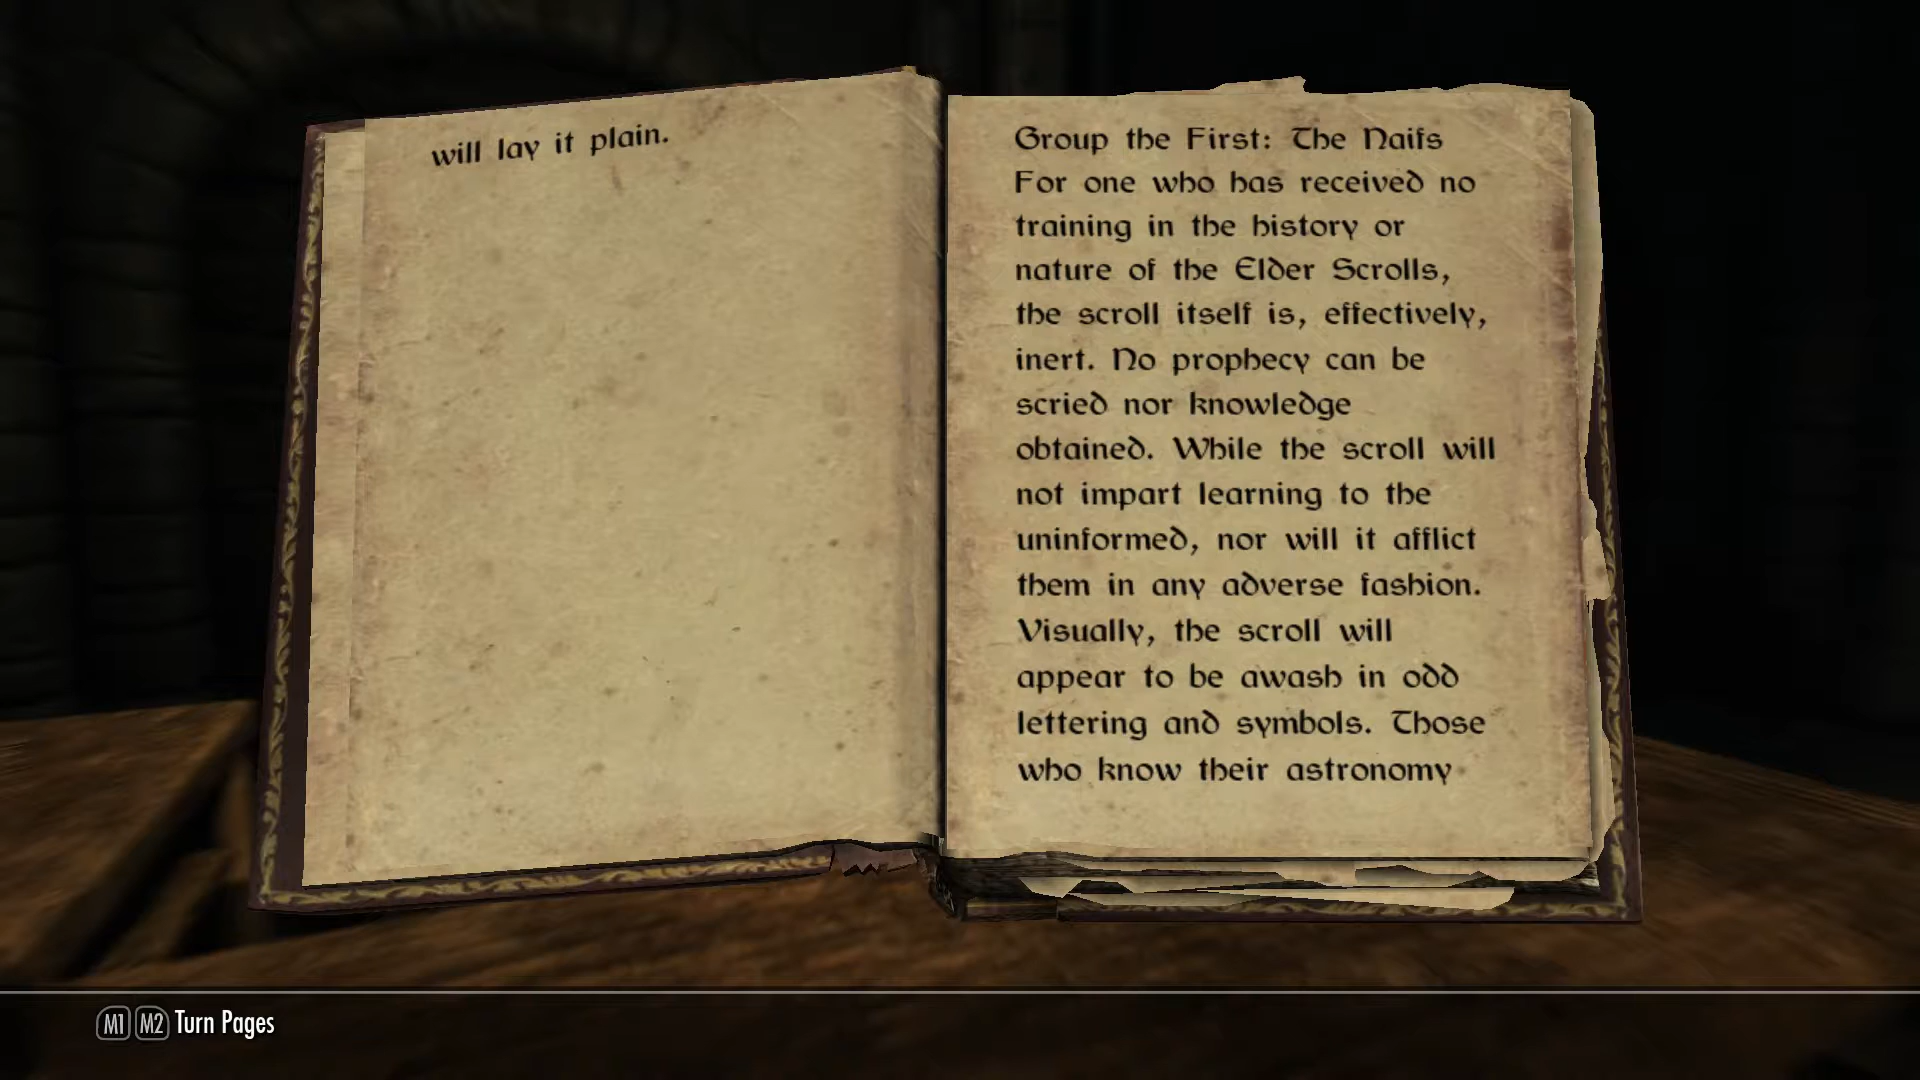 will lay it plain.
Group the First: The Naifs
For one who has received no
training in the history or
nature of the Elder Scrolls,
the scroll itself is, effectively,
inert. No prophecy can be
scried nor knowledge
obtained. While the scroll will
not impart learning to the
uninformed, nor will it afflict
them in any adverse fashion.
Visually, the scroll will
appear to be awash in odd
lettering and symbols. Those
who know their astronomy
M1 M2 Turn Pages